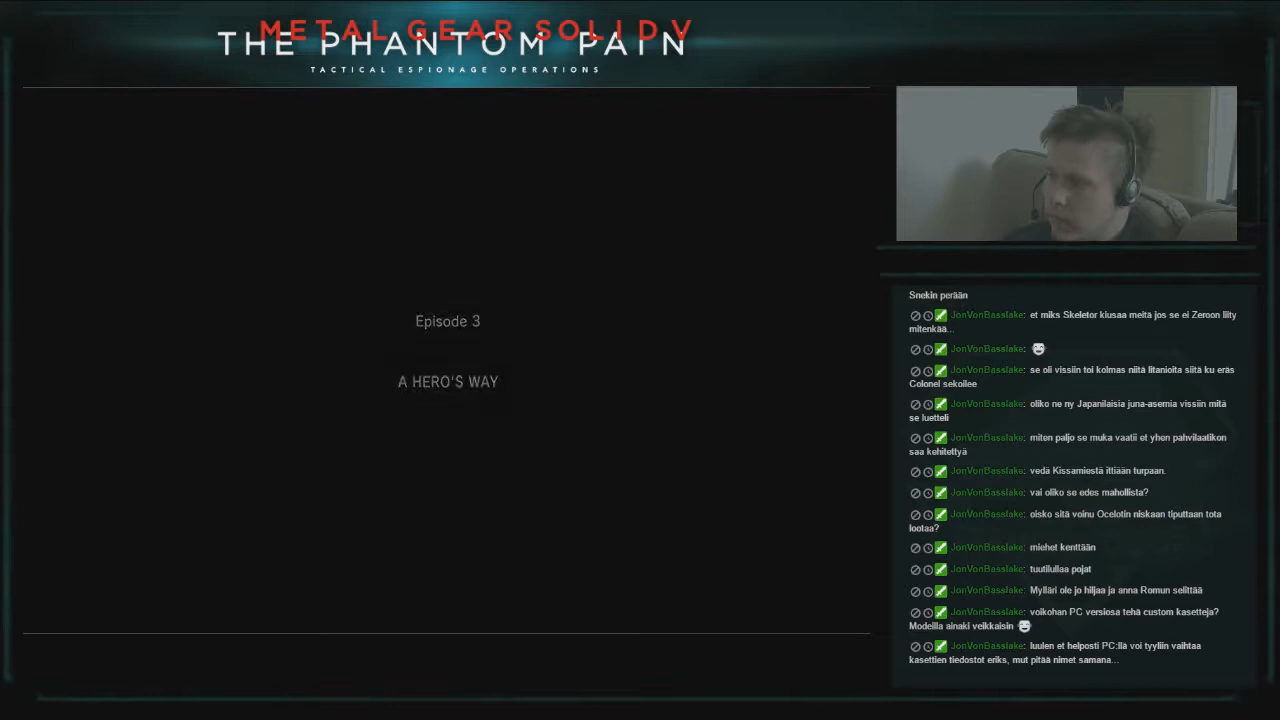 METAL GEAR SOLID V
THE PHANTOM PAIN
TACTICAL ESPIONAGE OPERATIONS
Episode 3
A HERO'S WAY
Snekin perään
JonVonBasslake: et miks Skeletor kiusaa meitä jos se ei Zeroon liity
mitenkää...
JonVonBasslake:
JonVonBasslake: se oli vissiin toi kolmas niitä litanioita siitä ku eräs
Colonel sekoilee
JonVonBasslake: oliko ne ny Japanilaisia juna-asemia vissiin mitä
se luetteli
JonVonBasslake: miten paljo se muka vaatii et yhen pahvilaatikon
saa kehitettyä
JonVonBasslake: vedä Kissamiestä ittiään turpaan.
JonVonBasslake: vai oliko se edes mahollista?
JonVonBasslake: oisko sitä voinu Ocelotin niskaan tiputtaan tota
lootaa?
JonVonBasslake: miehet kenttään
JonVonBasslake: tuutilullaa pojat
JonVonBasslake: Mylläri ole jo hiljaa ja anna Romun selittää
JonVonBasslake: voikohan PC versiosa tehä custom kasetteja?
Modeilla ainaki veikkaisin
JonVonBasslake: luulen et helposti PC:llä voi tyyliin vaihtaa
kasettien tiedostot eriks, mut pitää nimet samana...